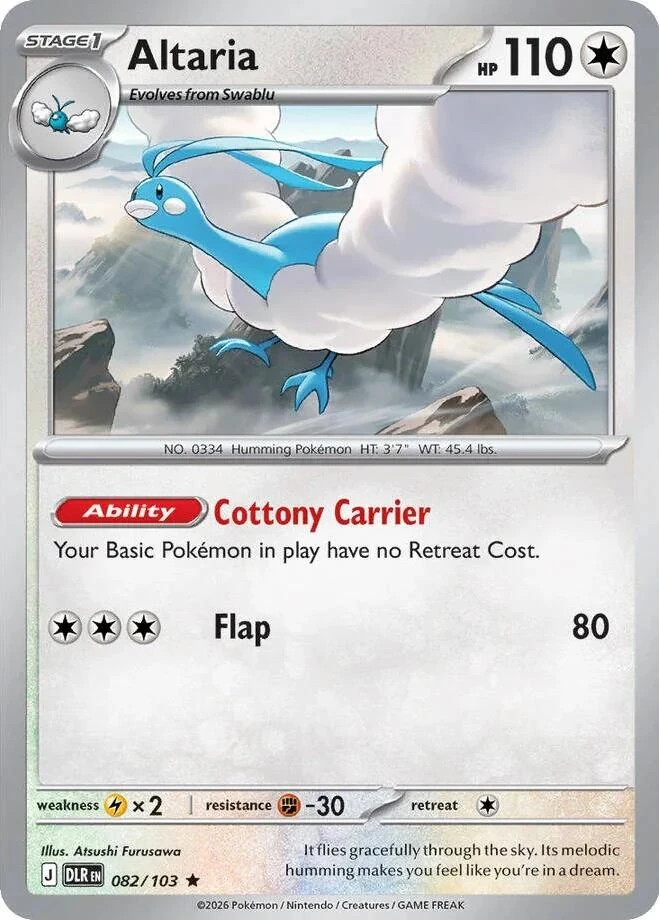 STAGE1
Altaria
HP 110
Evolves from Swablu
NO. 0334 Humming Pokémon HT: 3'7" WT: 45.4 lbs.
Ability Cottony Carrier
Your Basic Pokémon in play have no Retreat Cost.
Flap 80
weakness ×2 resistance -30 retreat
Illus. Atsushi Furusawa
It flies gracefully through the sky. Its melodic
humming makes you feel like you're in a dream.
J DLR EN 082/103 ★
©2026 Pokémon / Nintendo / Creatures / GAME FREAK